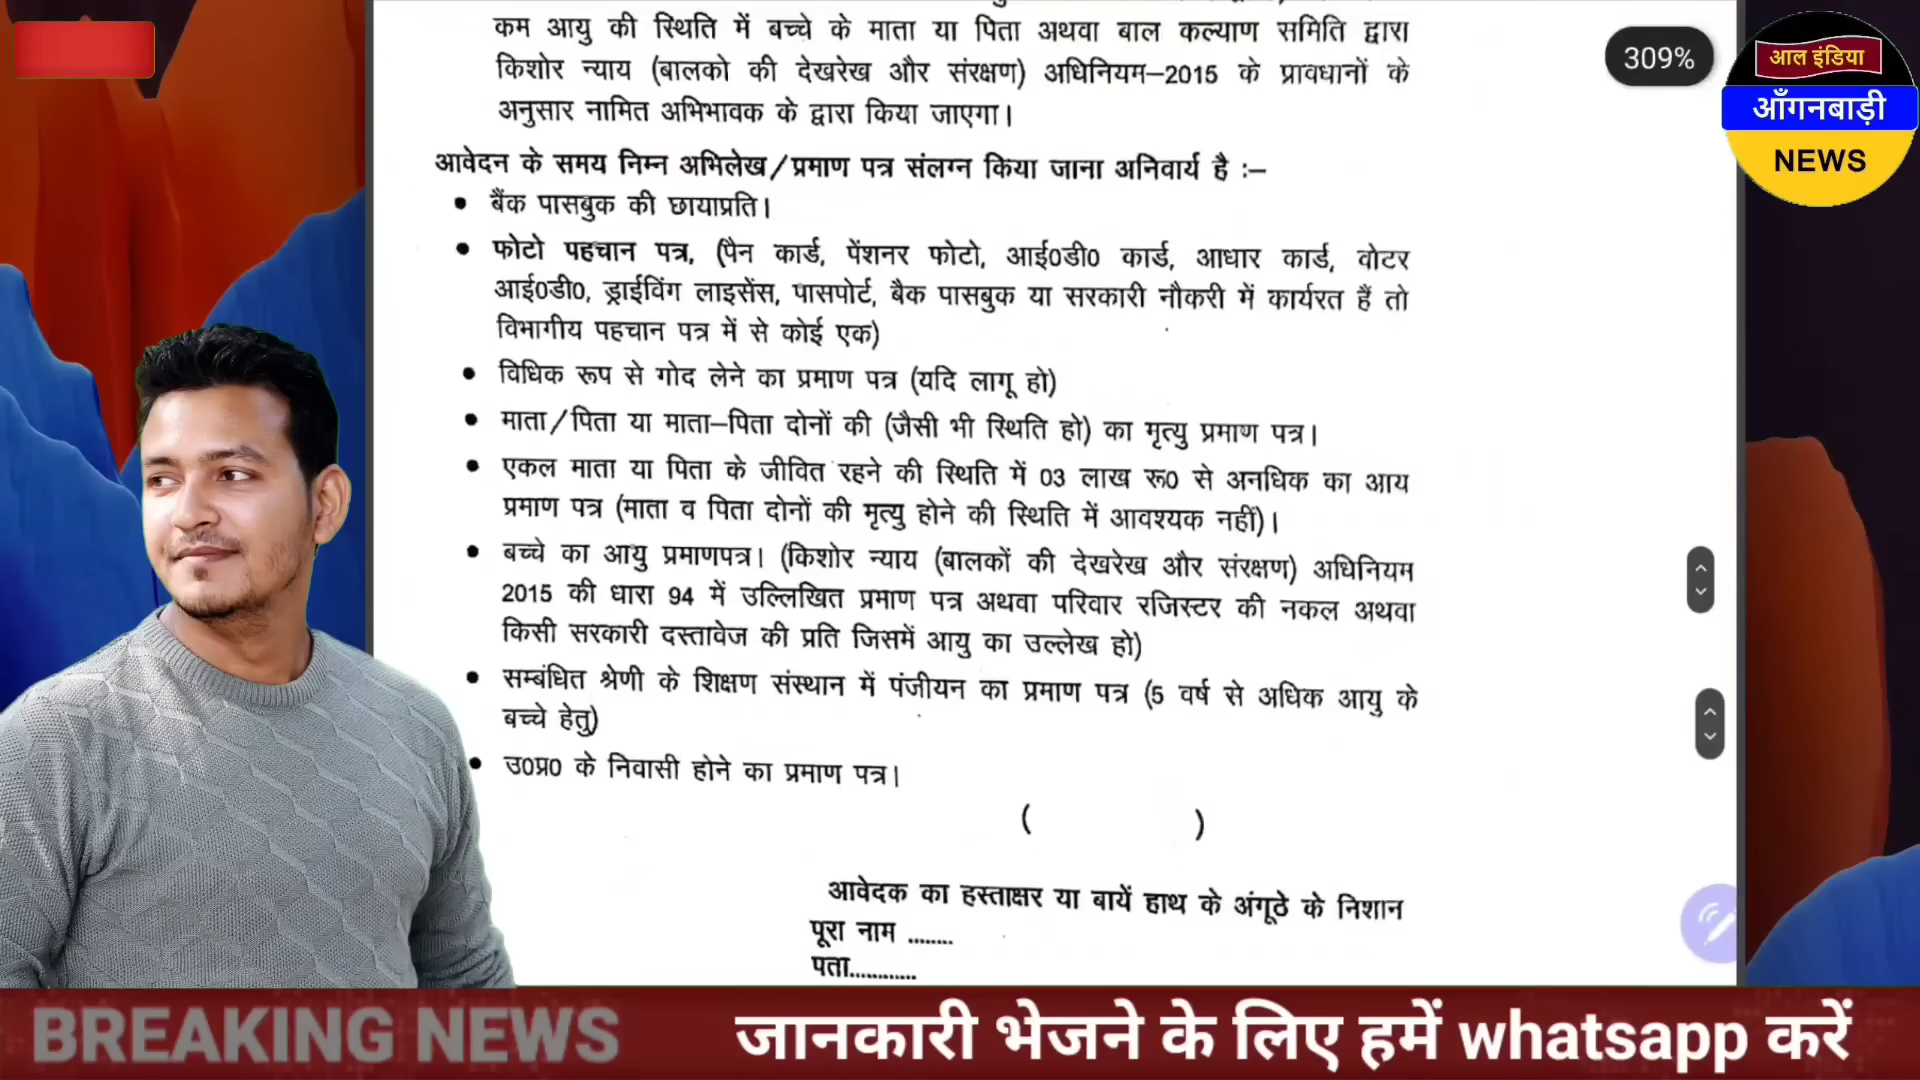 कम आयु की स्थिति में बच्चे के माता या पिता अथवा बाल कल्याण समिति द्वारा
किशोर न्याय (बालको की देखरेख और संरक्षण) अधिनियम–2015 के प्रावधानों के
अनुसार नामित अभिभावक के द्वारा किया जाएगा।
आवेदन के समय निम्न अभिलेख/प्रमाण पत्र संलग्न किया जाना अनिवार्य है :–
• बैंक पासबुक की छायाप्रति।
• फोटो पहचान पत्र, (पैन कार्ड, पेंशनर फोटो, आई0डी0 कार्ड, आधार कार्ड, वोटर
आई0डी0, ड्राईविंग लाइसेंस, पासपोर्ट, बैक पासबुक या सरकारी नौकरी में कार्यरत हैं तो
विभागीय पहचान पत्र में से कोई एक)
• विधिक रूप से गोद लेने का प्रमाण पत्र (यदि लागू हो)
• माता/पिता या माता–पिता दोनों की (जैसी भी स्थिति हो) का मृत्यु प्रमाण पत्र।
• एकल माता या पिता के जीवित रहने की स्थिति में 03 लाख रू0 से अनधिक का आय
प्रमाण पत्र (माता व पिता दोनों की मृत्यु होने की स्थिति में आवश्यक नहीं)।
• बच्चे का आयु प्रमाणपत्र। (किशोर न्याय (बालकों की देखरेख और संरक्षण) अधिनियम
2015 की धारा 94 में उल्लिखित प्रमाण पत्र अथवा परिवार रजिस्टर की नकल अथवा
किसी सरकारी दस्तावेज की प्रति जिसमें आयु का उल्लेख हो)
• सम्बंधित श्रेणी के शिक्षण संस्थान में पंजीयन का प्रमाण पत्र (5 वर्ष से अधिक आयु के
बच्चे हेतु)
• उ0प्र0 के निवासी होने का प्रमाण पत्र।
( )
आवेदक का हस्ताक्षर या बायें हाथ के अंगूठे के निशान
पूरा नाम ........
पता............
309%
आल इंडिया
आँगनबाड़ी
NEWS
BREAKING NEWS
जानकारी भेजने के लिए हमें whatsapp करें